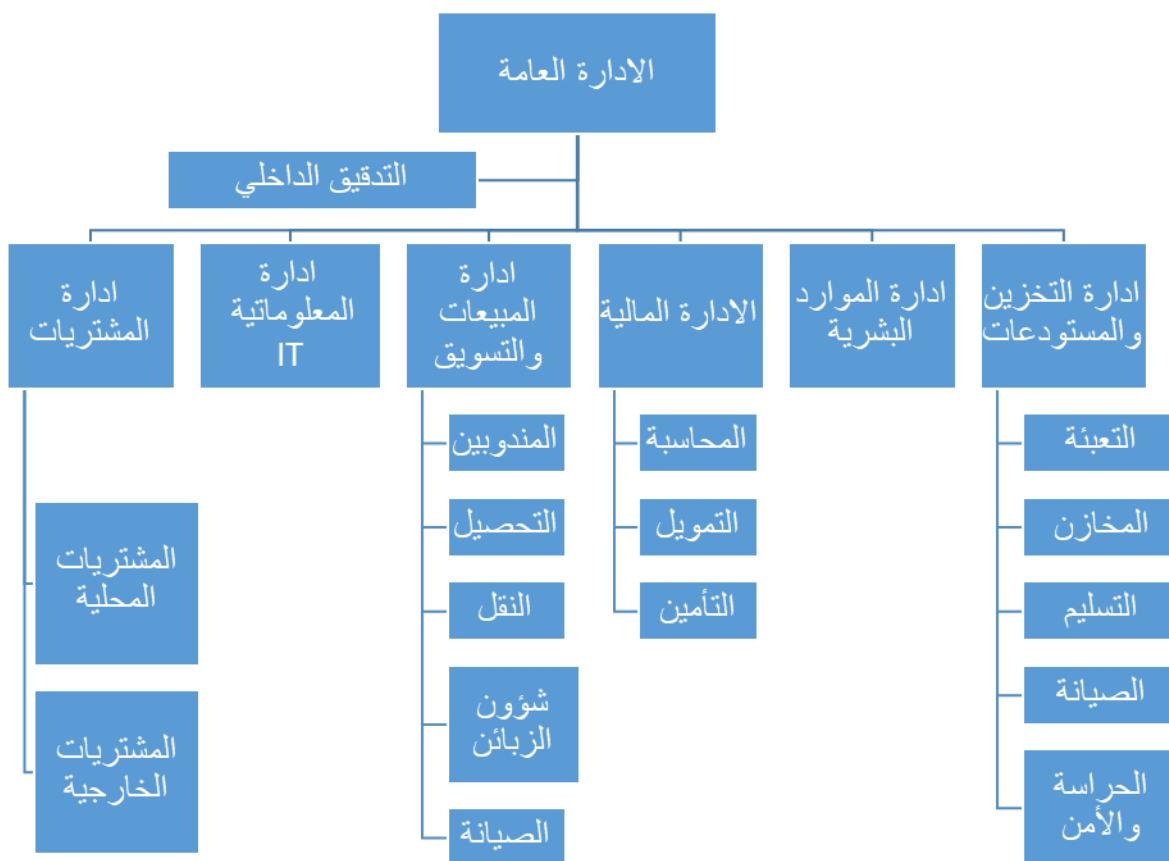 الادارة العامة
التدقيق الداخلي
ادارة التخزين
والمستودعات
ادارة الموارد
البشرية
الادارة المالية
ادارة
المبيعات
والتسويق
ادارة
المعلوماتية
IT
ادارة
المشتريات
التعبئة
المخازن
التسليم
الصيانة
الحراسة
والأمن
المحاسبة
التمويل
التأمين
المندوبين
التحصيل
النقل
شؤون
الزبائن
الصيانة
المشتريات
المحلية
المشتريات
الخارجية